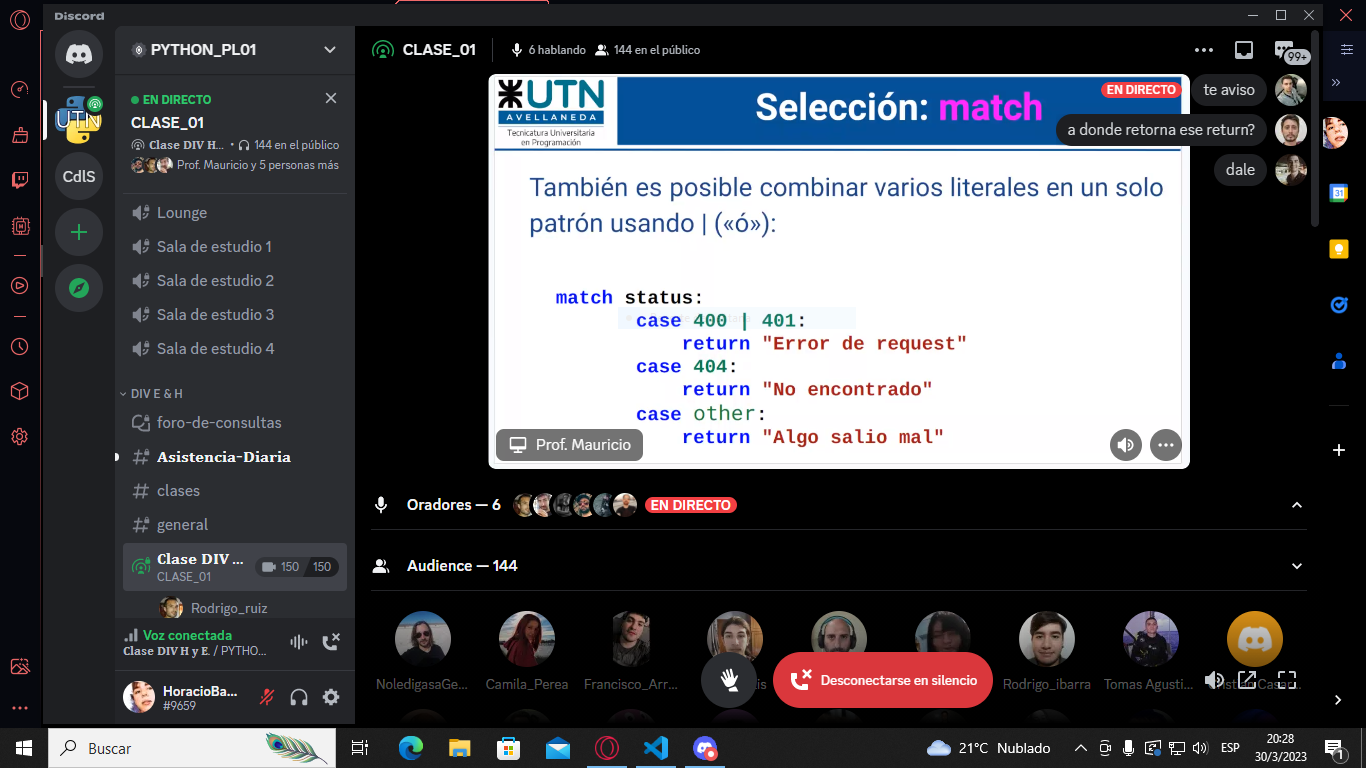 Discord
PYTHON_PL01
EN DIRECTO
CLASE_01
Clase DIV H... • 144 en el público
Prof. Mauricio y 5 personas más
Lounge
Sala de estudio 1
Sala de estudio 2
Sala de estudio 3
Sala de estudio 4
DIV E & H
foro-de-consultas
Asistencia-Diaria
clases
general
Clase DIV ... 150 150
CLASE_01
Rodrigo_ruiz
Voz conectada
Clase DIV H y E. / PYTHO...
HoracioBa...
#9659
UTN
CdlS
CLASE_01
6 hablando 144 en el público
99+
UTN
AVELLANEDA
Tecnicatura Universitaria
en Programación
Selección: match
EN DIRECTO
También es posible combinar varios literales en un solo
patrón usando | («ó»):
match status:
case 400 | 401:
return "Error de request"
case 404:
return "No encontrado"
case other:
return "Algo salio mal"
Prof. Mauricio
te aviso
a donde retorna ese return?
dale
Oradores — 6 EN DIRECTO
Audience — 144
NoledigasaGe...
Camila_Perea
Francisco_Arr...
Rodrigo_ibarra
Tomas Agusti...
Desconectarse en silencio
31
Buscar
21°C Nublado
ESP
20:28
30/3/2023
1